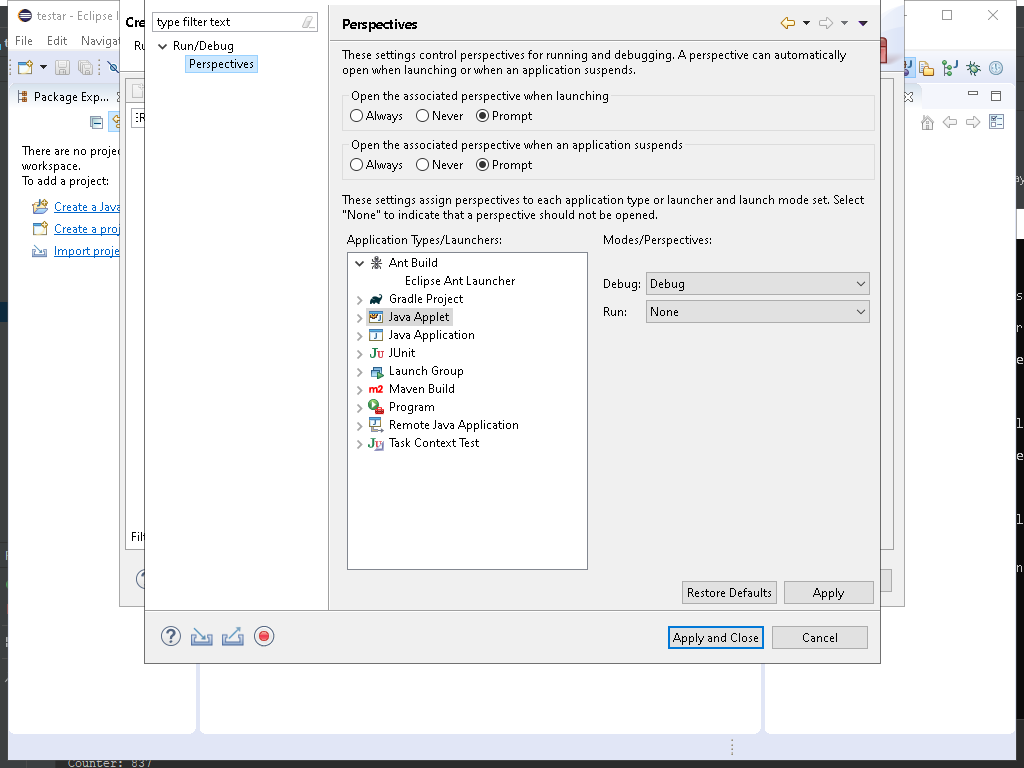 testar - Eclipse I
File Edit Navigat
Package Exp...
There are no projec
workspace.
To add a project:
Create a Java
Create a proj
Import proje
Cre
Ru
Filt
type filter text
Run/Debug
Perspectives
Perspectives
These settings control perspectives for running and debugging. A perspective can automatically
open when launching or when an application suspends.
Open the associated perspective when launching
Always Never Prompt
Open the associated perspective when an application suspends
Always Never Prompt
These settings assign perspectives to each application type or launcher and launch mode set. Select
"None" to indicate that a perspective should not be opened.
Application Types/Launchers:
Modes/Perspectives:
Ant Build
Eclipse Ant Launcher
Gradle Project
Java Applet
Java Application
JUnit
Launch Group
Maven Build
Program
Remote Java Application
Task Context Test
Debug: Debug
Run: None
Restore Defaults Apply
Apply and Close Cancel
Counter: 837